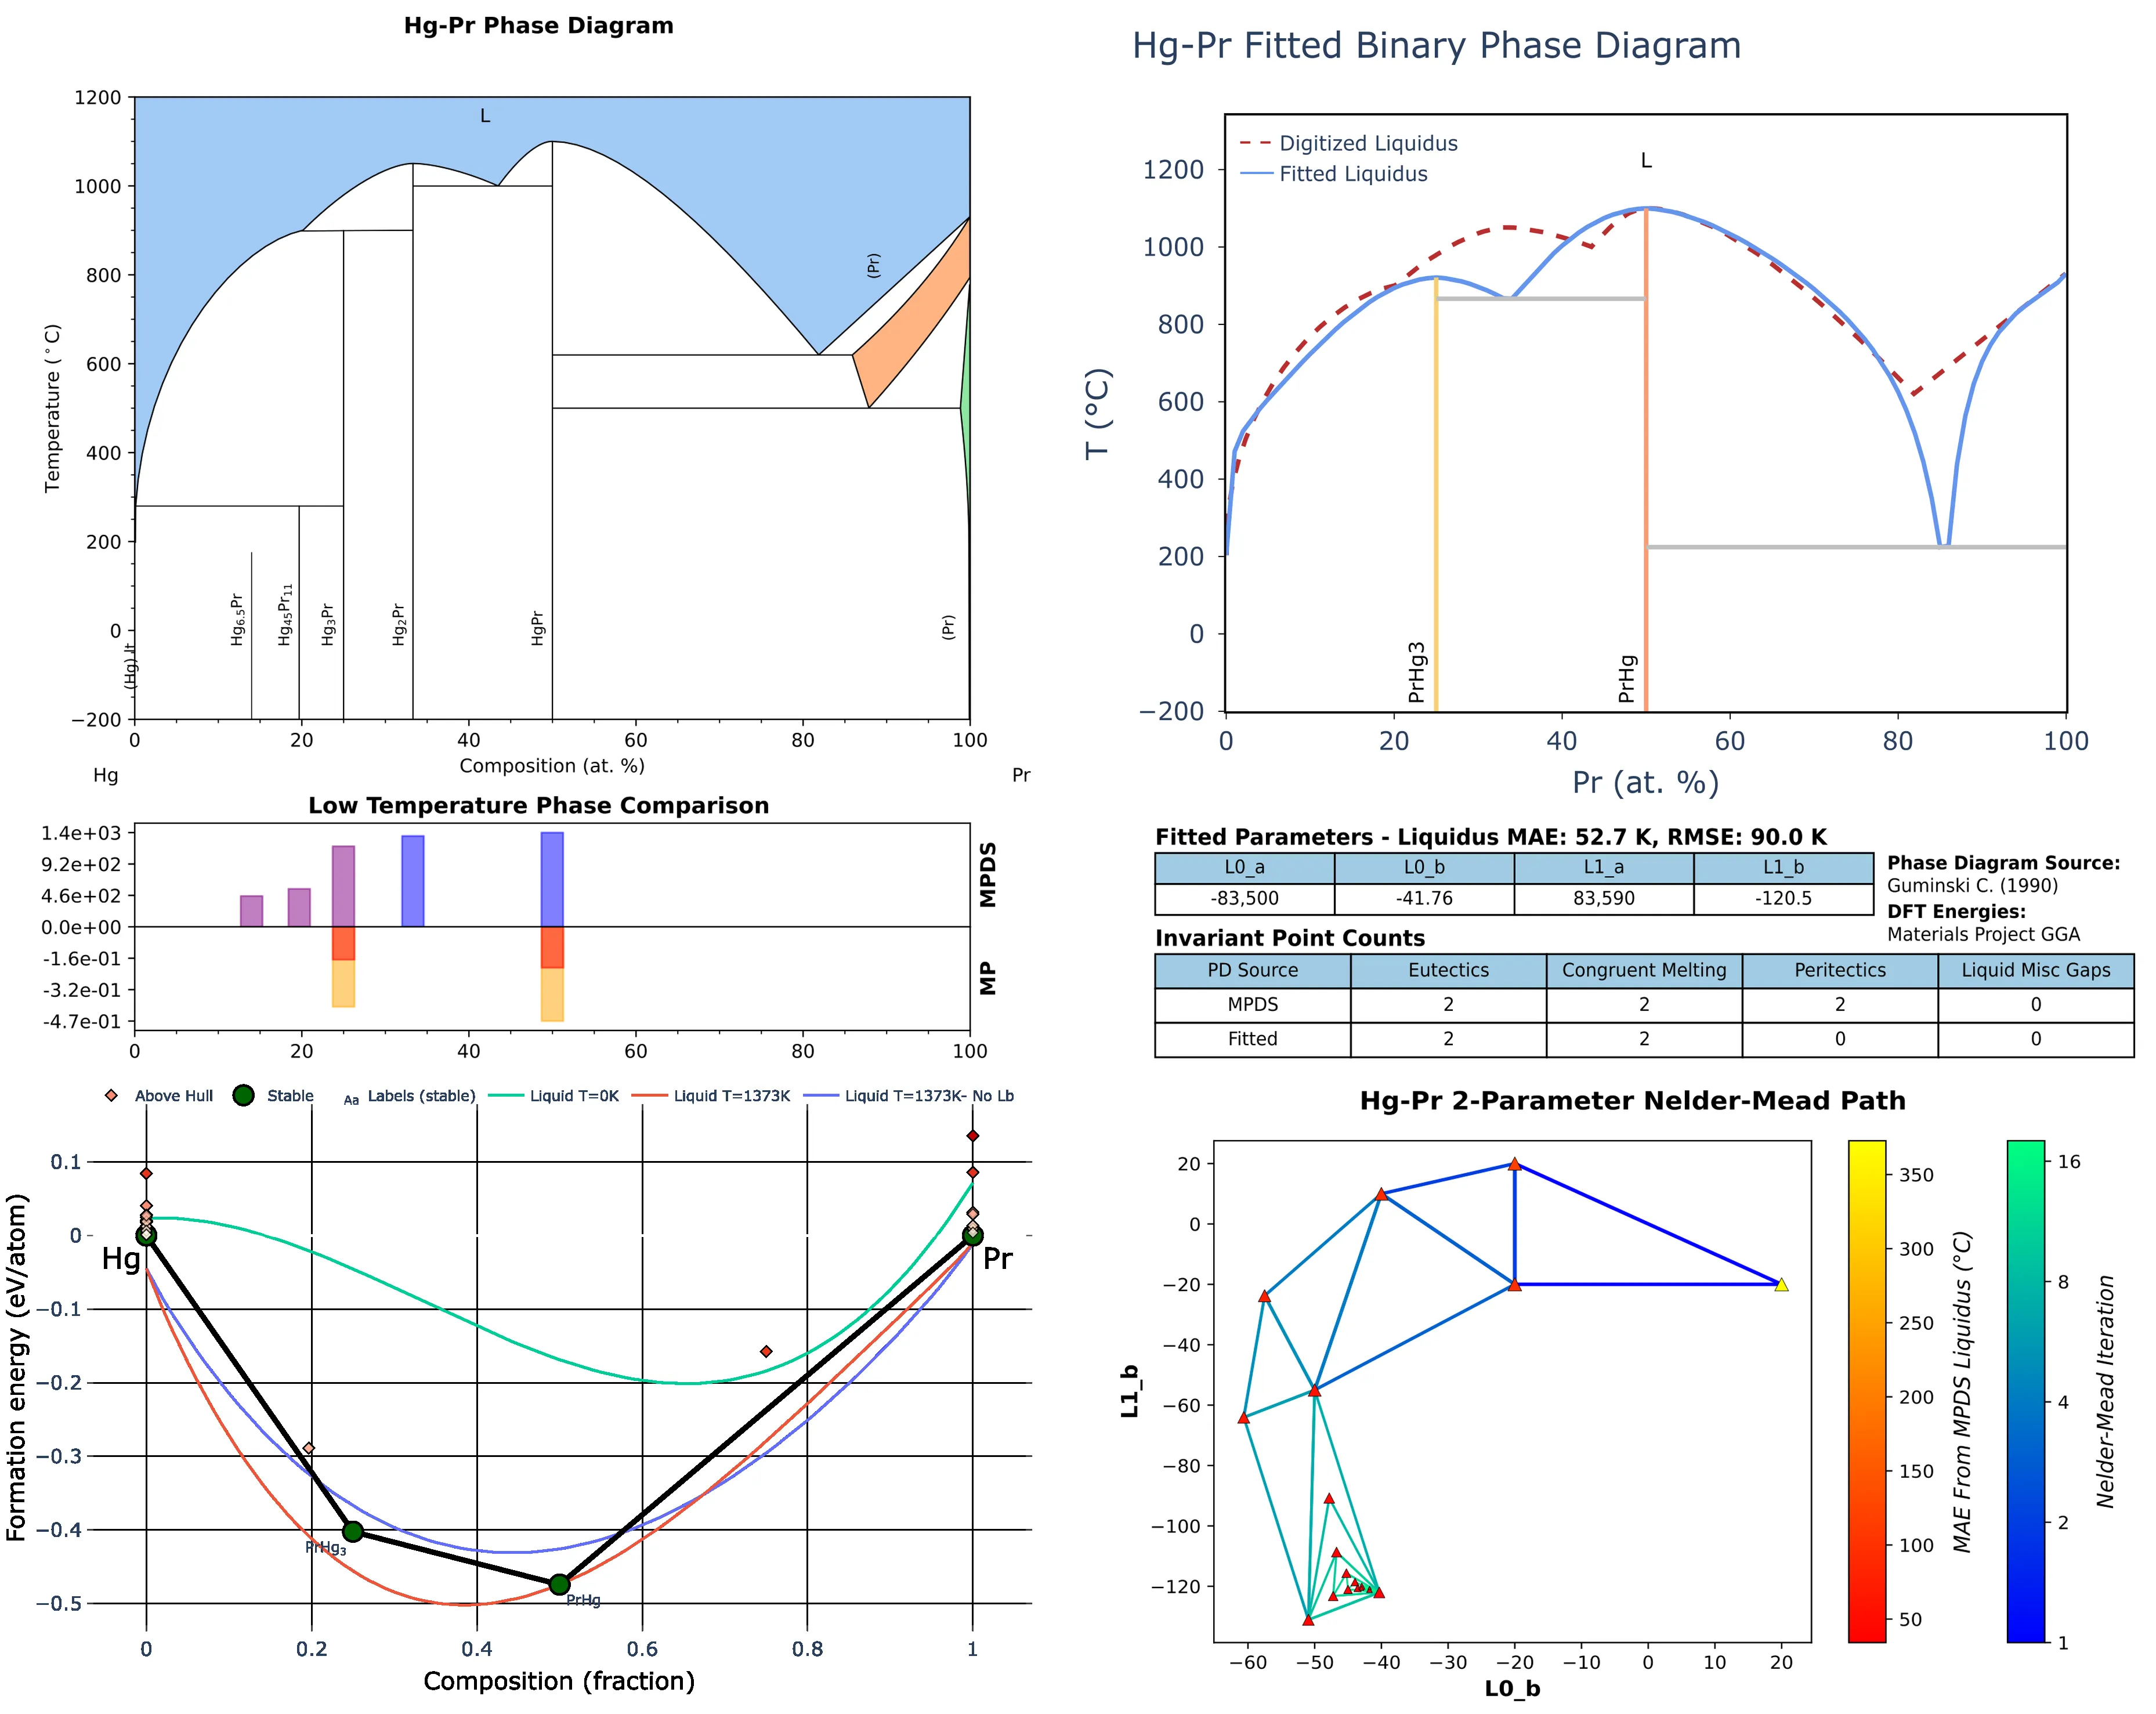 Hg-Pr Phase Diagram
1200
1000
800
600
400
200
0
−200
Temperature (°C)
L
(Pr)
(Hg) lt
Hg6.5Pr
Hg45Pr11
Hg3Pr
Hg2Pr
HgPr
(Pr)
0 20 40 60 80 100
Composition (at. %)
Hg
Pr
Hg-Pr Fitted Binary Phase Diagram
Digitized Liquidus
Fitted Liquidus
L
1200
1000
800
600
400
200
0
−200
T (°C)
PrHg3
PrHg
0 20 40 60 80 100
Pr (at. %)
Low Temperature Phase Comparison
1.4e+03
9.2e+02
4.6e+02
0.0e+00
-1.6e-01
-3.2e-01
-4.7e-01
MPDS
MP
0 20 40 60 80 100
Fitted Parameters - Liquidus MAE: 52.7 K, RMSE: 90.0 K
L0_a L0_b L1_a L1_b
-83,500 -41.76 83,590 -120.5
Phase Diagram Source:
Guminski C. (1990)
DFT Energies:
Materials Project GGA
Invariant Point Counts
PD Source Eutectics Congruent Melting Peritectics Liquid Misc Gaps
MPDS 2 2 2 0
Fitted 2 2 0 0
Above Hull Stable Aa Labels (stable) Liquid T=0K Liquid T=1373K Liquid T=1373K- No Lb
0.1
0
−0.1
−0.2
−0.3
−0.4
−0.5
Formation energy (eV/atom)
Hg
Pr
PrHg3
PrHg
0 0.2 0.4 0.6 0.8 1
Composition (fraction)
Hg-Pr 2-Parameter Nelder-Mead Path
20
0
−20
−40
−60
−80
−100
−120
L1_b
−60 −50 −40 −30 −20 −10 0 10 20
L0_b
350
300
250
200
150
100
50
MAE From MPDS Liquidus (°C)
16
8
4
2
1
Nelder-Mead Iteration